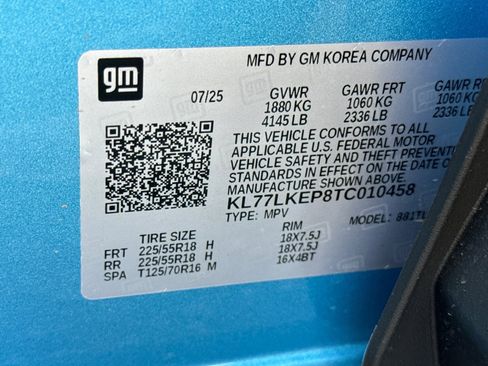 gm
MFD BY GM KOREA COMPANY
07/25 GVWR GAWR FRT GAWR
1880 KG 1060 KG 1060 KG
4145 LB 2336 LB 2336 LB
THIS VEHICLE CONFORMS TO ALL
APPLICABLE U.S. FEDERAL MOTOR
VEHICLE SAFETY AND THEFT
STANDARDS IN EFFECT ON THE DATE
MANUFACTURE SHOWN ABOVE.
KL77LKEP8TC010458
TYPE: MPV MODEL:
TIRE SIZE RIM
FRT 225/55R18 H 18X7.5J
RR 225/55R18 H 18X7.5J
SPA T125/70R16 M 16X4BT